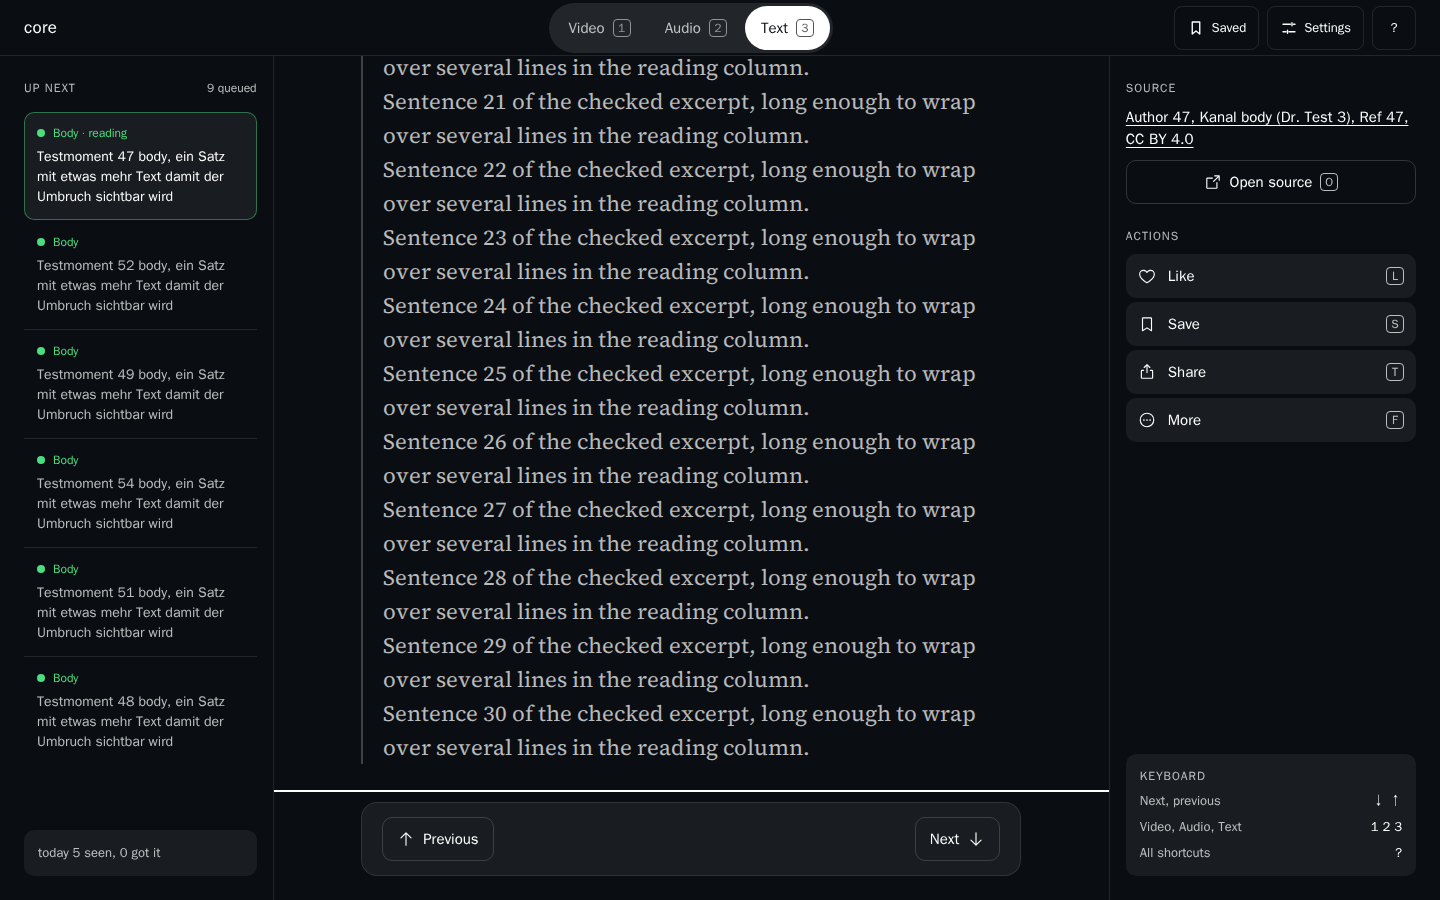 core
Video 1 Audio 2 Text 3
Saved Settings ?
UP NEXT 9 queued
Body · reading
Testmoment 47 body, ein Satz
mit etwas mehr Text damit der
Umbruch sichtbar wird
Body
Testmoment 52 body, ein Satz
mit etwas mehr Text damit der
Umbruch sichtbar wird
Body
Testmoment 49 body, ein Satz
mit etwas mehr Text damit der
Umbruch sichtbar wird
Body
Testmoment 54 body, ein Satz
mit etwas mehr Text damit der
Umbruch sichtbar wird
Body
Testmoment 51 body, ein Satz
mit etwas mehr Text damit der
Umbruch sichtbar wird
Body
Testmoment 48 body, ein Satz
mit etwas mehr Text damit der
Umbruch sichtbar wird
today 5 seen, 0 got it
over several lines in the reading column.
Sentence 21 of the checked excerpt, long enough to wrap
over several lines in the reading column.
Sentence 22 of the checked excerpt, long enough to wrap
over several lines in the reading column.
Sentence 23 of the checked excerpt, long enough to wrap
over several lines in the reading column.
Sentence 24 of the checked excerpt, long enough to wrap
over several lines in the reading column.
Sentence 25 of the checked excerpt, long enough to wrap
over several lines in the reading column.
Sentence 26 of the checked excerpt, long enough to wrap
over several lines in the reading column.
Sentence 27 of the checked excerpt, long enough to wrap
over several lines in the reading column.
Sentence 28 of the checked excerpt, long enough to wrap
over several lines in the reading column.
Sentence 29 of the checked excerpt, long enough to wrap
over several lines in the reading column.
Sentence 30 of the checked excerpt, long enough to wrap
over several lines in the reading column.
↑ Previous
Next ↓
SOURCE
Author 47, Kanal body (Dr. Test 3), Ref 47,
CC BY 4.0
Open source O
ACTIONS
Like L
Save S
Share T
More F
KEYBOARD
Next, previous ↓ ↑
Video, Audio, Text 1 2 3
All shortcuts ?